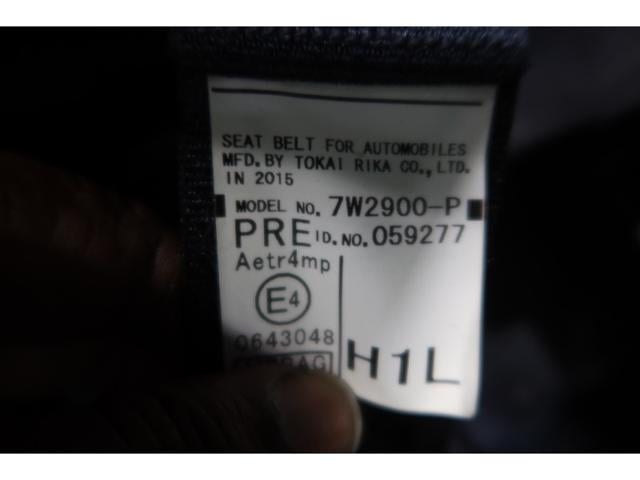 SEAT BELT FOR AUTOMOBILES
MFD. BY TOKAI RIKA CO., LTD.
IN 2015
MODEL NO. 7W2900-P
PRE ID. NO. 059277
Aetr4mp
E4
0643048
H1L